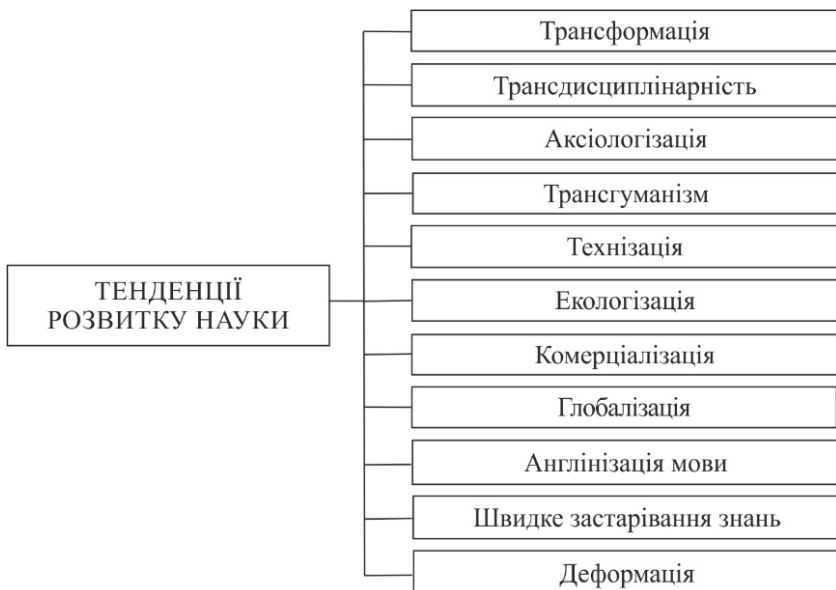 Трансформація
Трансдисциплінарність
Аксіологізація
Трансгуманізм
Технізація
ТЕНДЕНЦІЇ
РОЗВИТКУ НАУКИ
Екологізація
Комерціалізація
Глобалізація
Англінізація мови
Швидке застарівання знань
Деформація